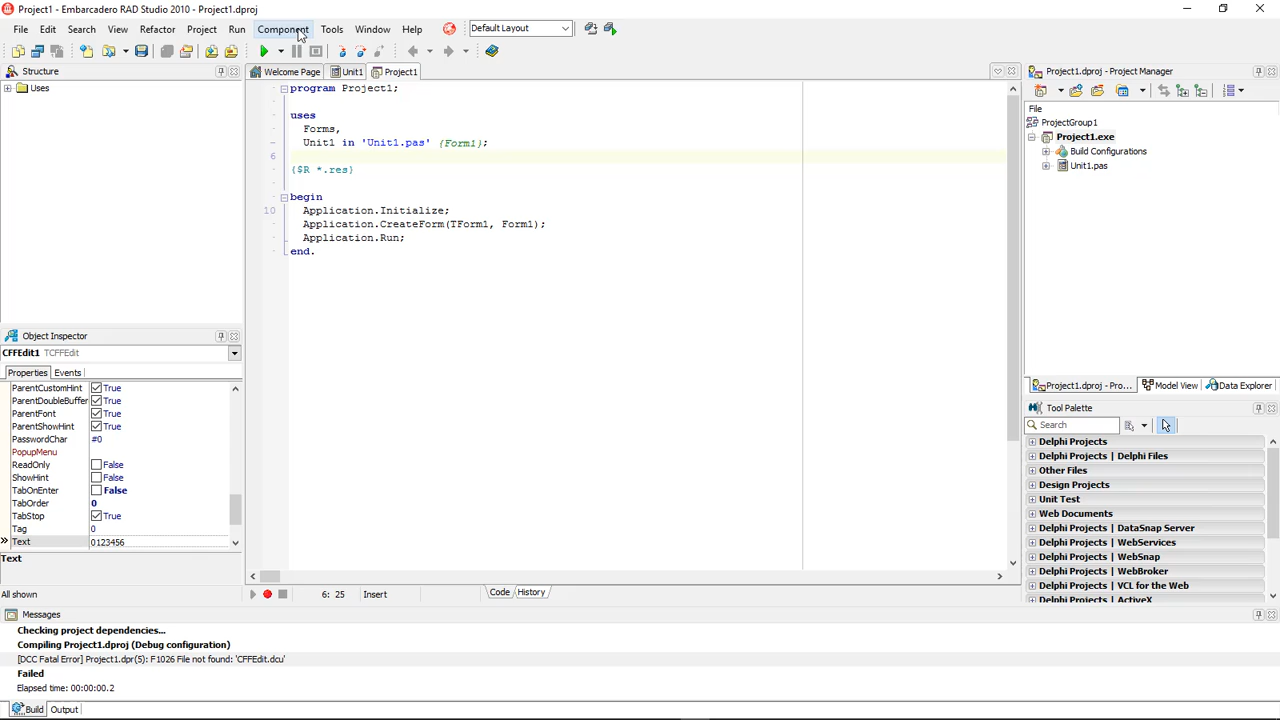 Project1 - Embarcadero RAD Studio 2010 - Project1.dproj
File Edit Search View Refactor Project Run Component Tools Window Help Default Layout
Structure
Uses
Welcome Page Unit1 Project1
program Project1;
uses
Forms,
Unit1 in 'Unit1.pas' {Form1};
6
{$R *.res}
begin
10 Application.Initialize;
Application.CreateForm(TForm1, Form1);
Application.Run;
end.
6: 25 Insert Code History
Object Inspector
CFFEdit1 TCFFEdit
Properties Events
ParentCustomHint True
ParentDoubleBuffer True
ParentFont True
ParentShowHint True
PasswordChar #0
PopupMenu
ReadOnly False
ShowHint False
TabOnEnter False
TabOrder 0
TabStop True
Tag 0
Text 0123456
Text
All shown
Project1.dproj - Project Manager
File
ProjectGroup1
Project1.exe
Build Configurations
Unit1.pas
Project1.dproj - Pro... Model View Data Explorer
Tool Palette
Search
Delphi Projects
Delphi Projects | Delphi Files
Other Files
Design Projects
Unit Test
Web Documents
Delphi Projects | DataSnap Server
Delphi Projects | WebServices
Delphi Projects | WebSnap
Delphi Projects | WebBroker
Delphi Projects | VCL for the Web
Delphi Projects | ActiveX
Messages
Checking project dependencies...
Compiling Project1.dproj (Debug configuration)
[DCC Fatal Error] Project1.dpr(5): F1026 File not found: 'CFFEdit.dcu'
Failed
Elapsed time: 00:00:00.2
Build Output